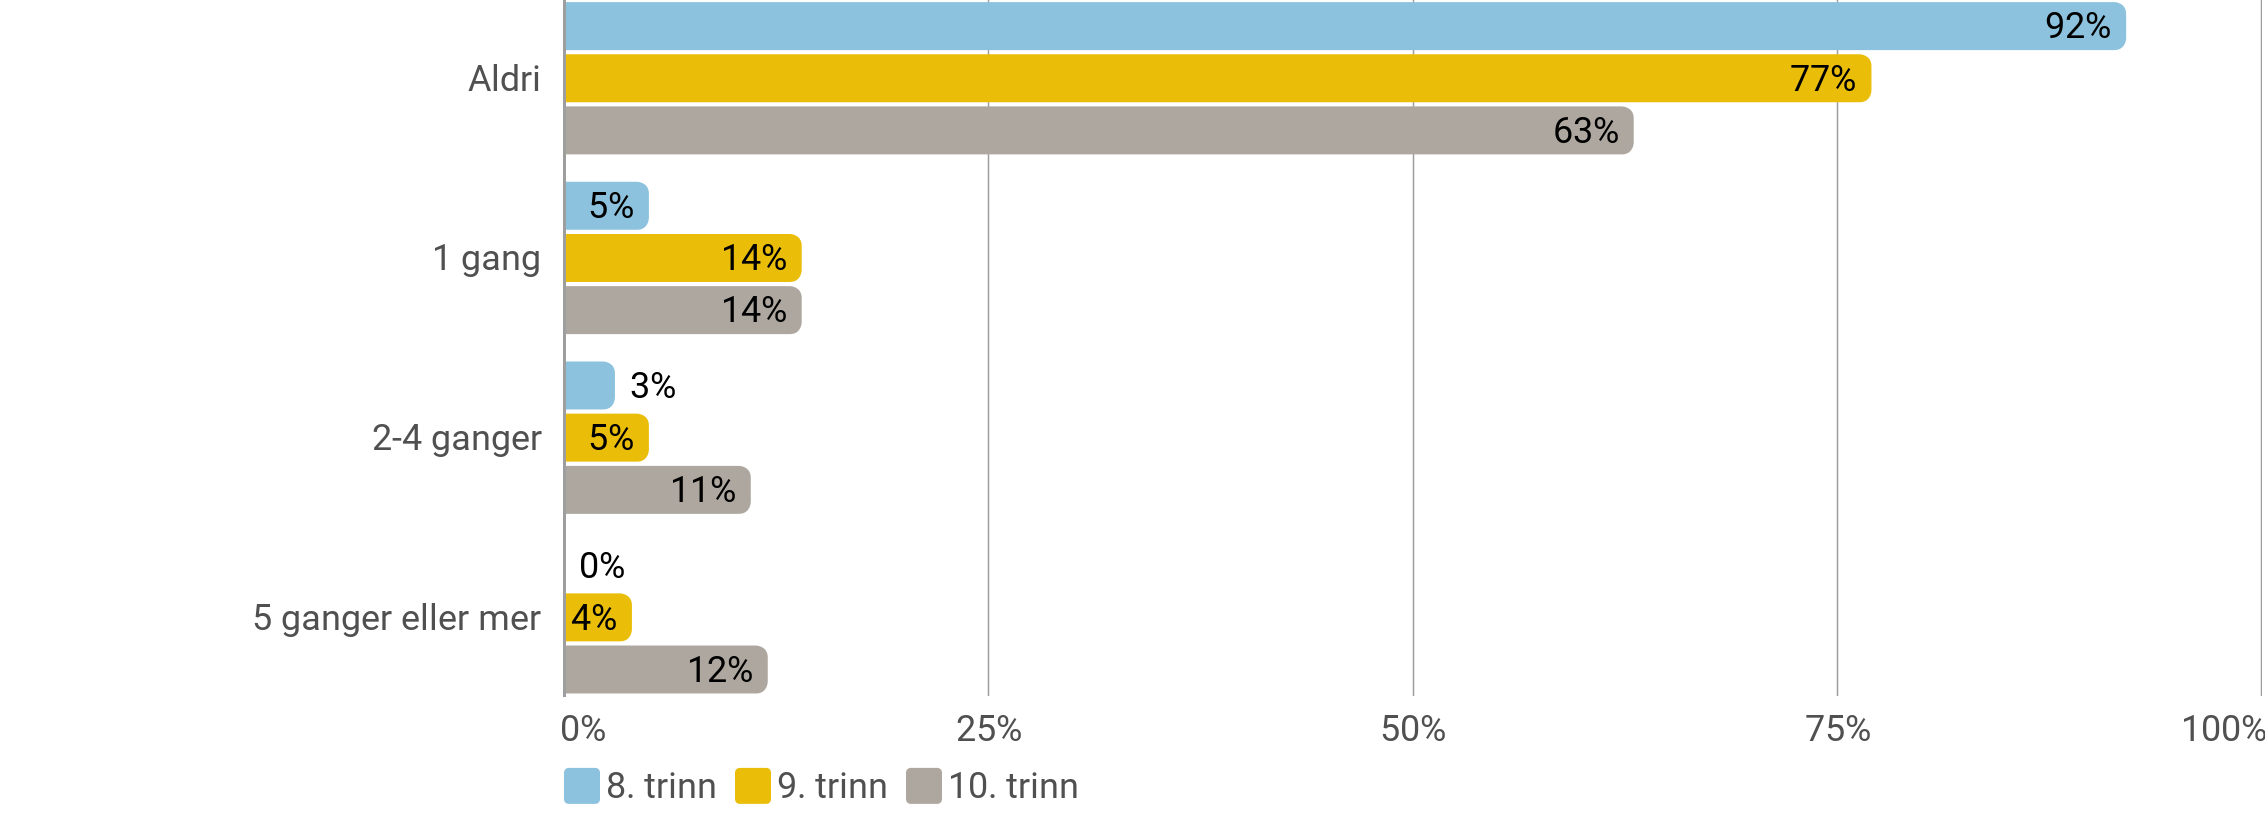 92%
Aldri
77%
63%
5%
1 gang
14%
14%
3%
2-4 ganger
5%
11%
0%
5 ganger eller mer
4%
12%
0% 25% 50% 75% 100%
8. trinn 9. trinn 10. trinn